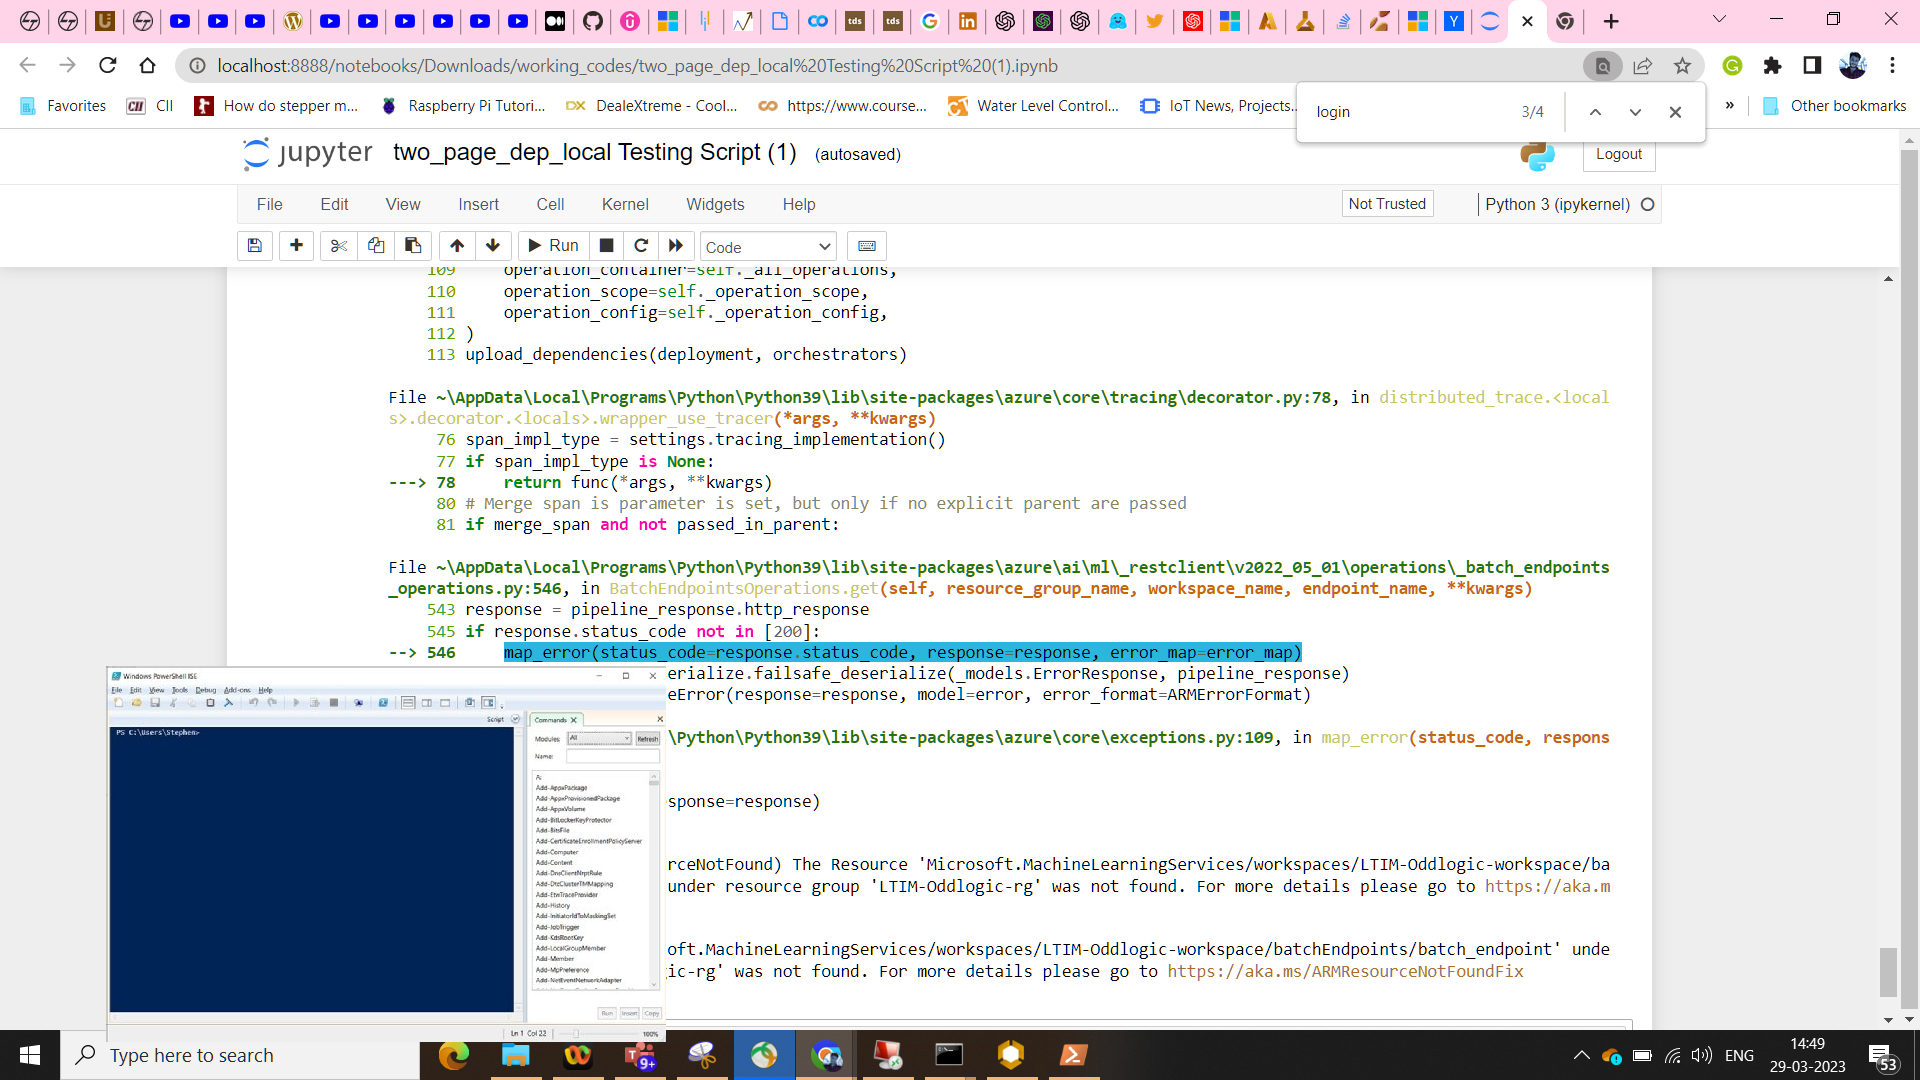 localhost:8888/notebooks/Downloads/working_codes/two_page_dep_local%20Testing%20Script%20(1).ipynb
Favorites
CII
How do stepper m...
Raspberry Pi Tutori...
DealeXtreme - Cool...
https://www.course...
Water Level Control...
IoT News, Projects...
»
Other bookmarks
login
3/4
jupyter two_page_dep_local Testing Script (1) (autosaved)
Logout
File Edit View Insert Cell Kernel Widgets Help
Not Trusted
Python 3 (ipykernel)
Run
Code
109 operation_container=self._all_operations,
110 operation_scope=self._operation_scope,
111 operation_config=self._operation_config,
112 )
113 upload_dependencies(deployment, orchestrators)
File ~\AppData\Local\Programs\Python\Python39\lib\site-packages\azure\core\tracing\decorator.py:78, in distributed_trace.<local
s>.decorator.<locals>.wrapper_use_tracer(*args, **kwargs)
76 span_impl_type = settings.tracing_implementation()
77 if span_impl_type is None:
---> 78 return func(*args, **kwargs)
80 # Merge span is parameter is set, but only if no explicit parent are passed
81 if merge_span and not passed_in_parent:
File ~\AppData\Local\Programs\Python\Python39\lib\site-packages\azure\ai\ml\_restclient\v2022_05_01\operations\_batch_endpoints
_operations.py:546, in BatchEndpointsOperations.get(self, resource_group_name, workspace_name, endpoint_name, **kwargs)
543 response = pipeline_response.http_response
545 if response.status_code not in [200]:
--> 546 map_error(status_code=response.status_code, response=response, error_map=error_map)
erialize.failsafe_deserialize(_models.ErrorResponse, pipeline_response)
eError(response=response, model=error, error_format=ARMErrorFormat)
\Python\Python39\lib\site-packages\azure\core\exceptions.py:109, in map_error(status_code, respons
sponse=response)
rceNotFound) The Resource 'Microsoft.MachineLearningServices/workspaces/LTIM-Oddlogic-workspace/ba
under resource group 'LTIM-Oddlogic-rg' was not found. For more details please go to https://aka.m
oft.MachineLearningServices/workspaces/LTIM-Oddlogic-workspace/batchEndpoints/batch_endpoint' unde
ic-rg' was not found. For more details please go to https://aka.ms/ARMResourceNotFoundFix
Windows PowerShell ISE
File Edit View Tools Debug Add-ons Help
Script
PS C:\Users\Stephen>
Commands
Modules: All Refresh
Name:
A:
Add-AppxPackage
Add-AppxProvisionedPackage
Add-AppxVolume
Add-BitLockerKeyProtector
Add-BitsFile
Add-CertificateEnrollmentPolicyServer
Add-Computer
Add-Content
Add-DnsClientNrptRule
Add-DtcClusterTMMapping
Add-EtwTraceProvider
Add-History
Add-InitiatorIdToMaskingSet
Add-JobTrigger
Add-KdsRootKey
Add-LocalGroupMember
Add-Member
Add-MpPreference
Add-NetEventNetworkAdapter
Run Insert Copy
Ln 1 Col 22
100%
Type here to search
9+
ENG
14:49
29-03-2023
53